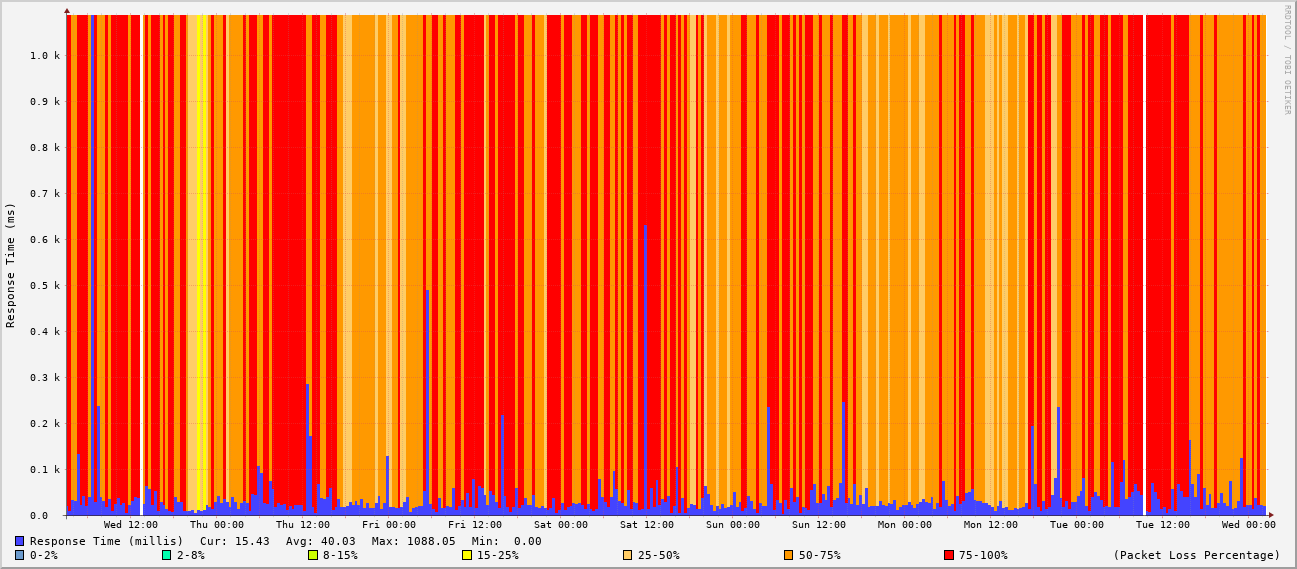 RRDTOOL / TOBI OETIKER
Response Time (ms)
1.0 k
0.9 k
0.8 k
0.7 k
0.6 k
0.5 k
0.4 k
0.3 k
0.2 k
0.1 k
0.0
Wed 12:00 Thu 00:00 Thu 12:00 Fri 00:00 Fri 12:00 Sat 00:00 Sat 12:00 Sun 00:00 Sun 12:00 Mon 00:00 Mon 12:00 Tue 00:00 Tue 12:00 Wed 00:00
Response Time (millis) Cur: 15.43 Avg: 40.03 Max: 1088.05 Min: 0.00
0-2% 2-8% 8-15% 15-25% 25-50% 50-75% 75-100% (Packet Loss Percentage)